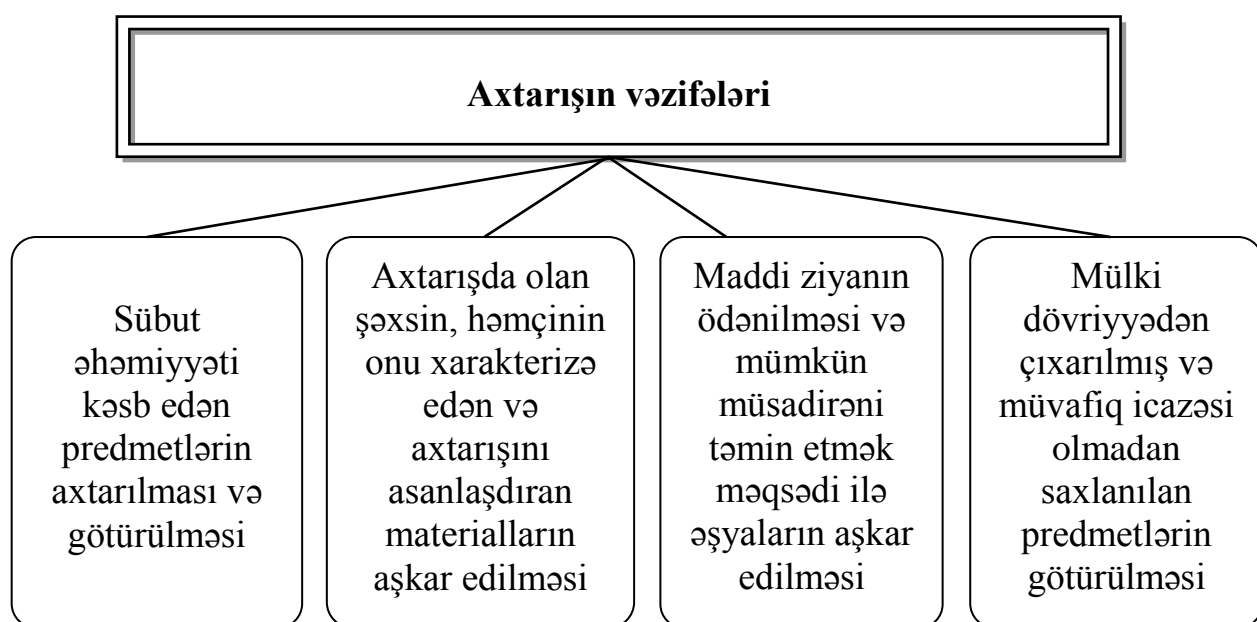 Axtarışın vəzifələri
Sübut
əhəmiyyəti
kəsb edən
predmetlərin
axtarılması və
götürülməsi
Axtarışda olan
şəxsin, həmçinin
onu xarakterizə
edən və
axtarışını
asanlaşdıran
materialların
aşkar edilməsi
Maddi ziyanın
ödənilməsi və
mümkün
müsadirəni
təmin etmək
məqsədi ilə
əşyaların aşkar
edilməsi
Mülki
dövriyyədən
çıxarılmış və
müvafiq icazəsi
olmadan
saxlanılan
predmetlərin
götürülməsi